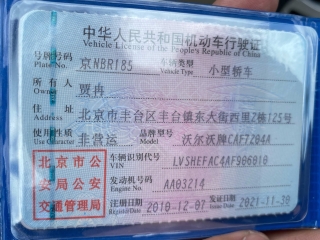 中华人民共和国机动车行驶证
Vehicle License of the People's Republic of China
号牌号码 Plate No. 京NBR185 车辆类型 Vehicle Type 小型轿车
所有人 Owner 贾冉
住址 Address 北京市丰台区丰台镇东大街西里2栋125号
使用性质 Use Character 非营运 品牌型号 Model 沃尔沃牌CAF7204A
北京市公安局公安交通管理局
车辆识别代号 VIN LVSHEFAC4AF906810
发动机号码 Engine No. AA03214
注册日期 Register Date 2010-12-07 发证日期 Issue Date 2021-11-30